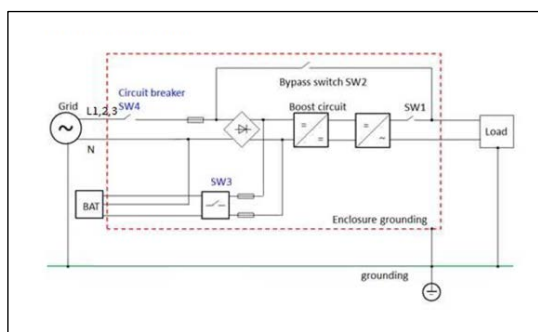 Circuit breaker
SW4
Bypass switch SW2
Grid
L1,2,3
Boost circuit
SW1
~
=
=
=
~
Load
N
SW3
BAT
Enclosure grounding
grounding